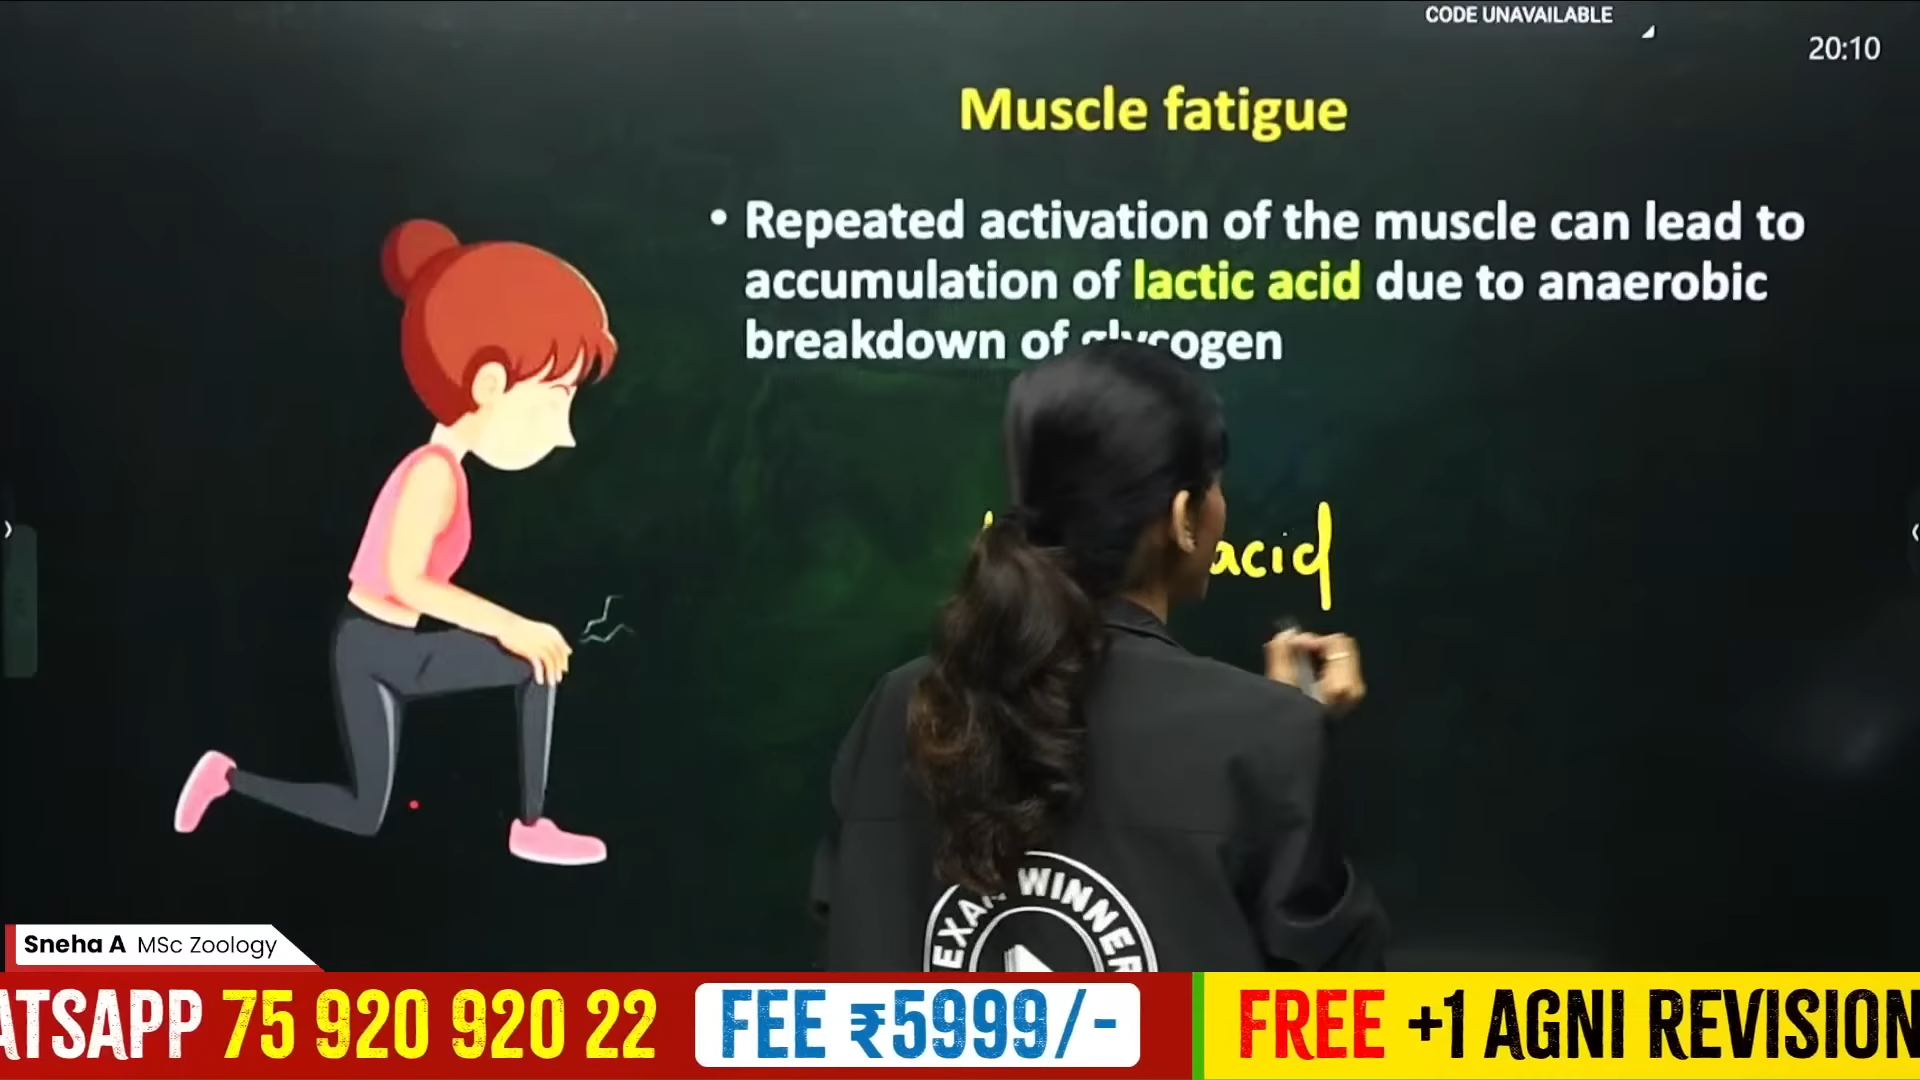 CODE UNAVAILABLE
20:10
Muscle fatigue
• Repeated activation of the muscle can lead to
accumulation of lactic acid due to anaerobic
breakdown of glycogen
acid
EXAM WINNER
Sneha A MSc Zoology
ATSAPP 75 920 920 22
FEE ₹5999/-
FREE +1 AGNI REVISION